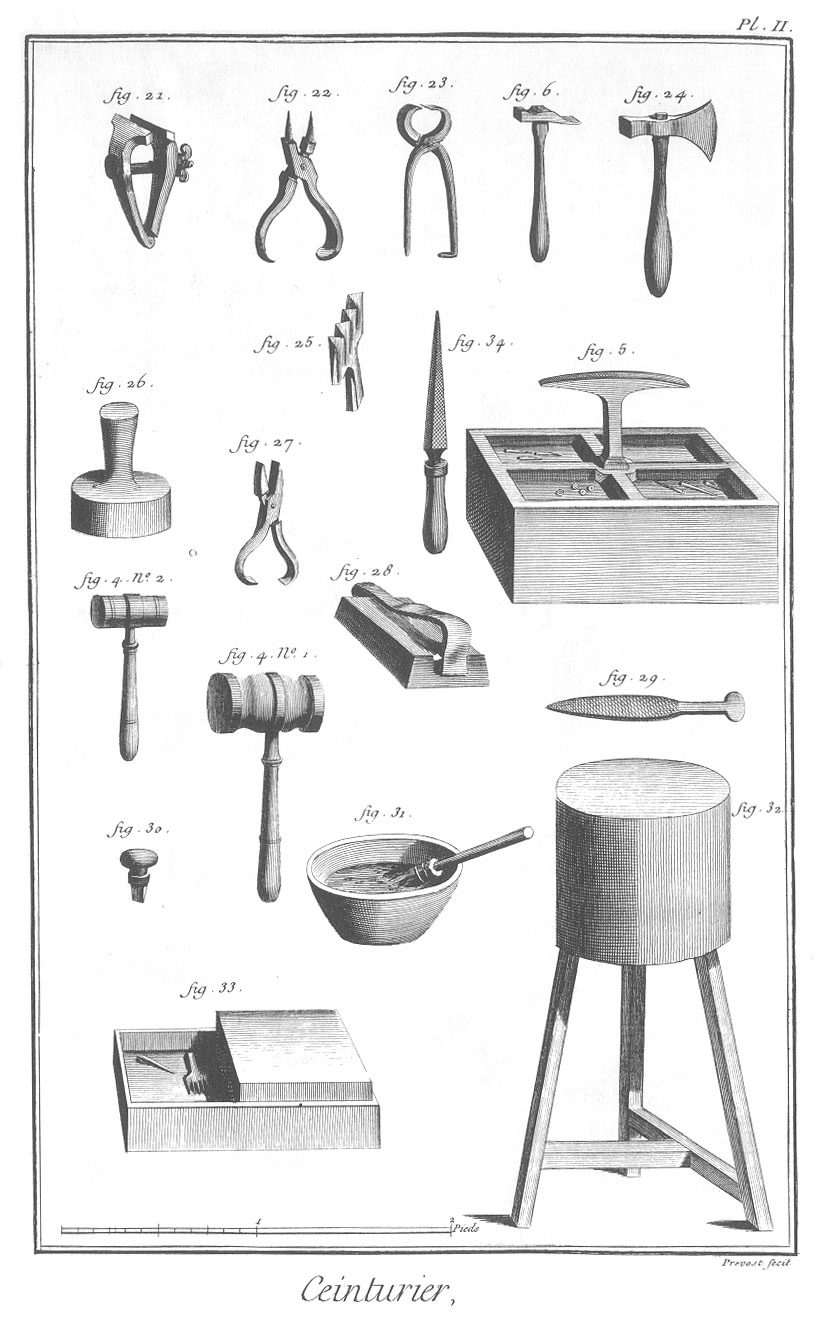 Pl. II.
fig. 21.
fig. 22.
fig. 23.
fig. 6.
fig. 24.
fig. 25.
fig. 34.
fig. 5.
fig. 26.
fig. 27.
fig. 4. No. 2.
fig. 28.
fig. 4. No. 1.
fig. 29.
fig. 30.
fig. 31.
fig. 32
fig. 33.
1
2
Pieds
Prevost fecit
Ceinturier,